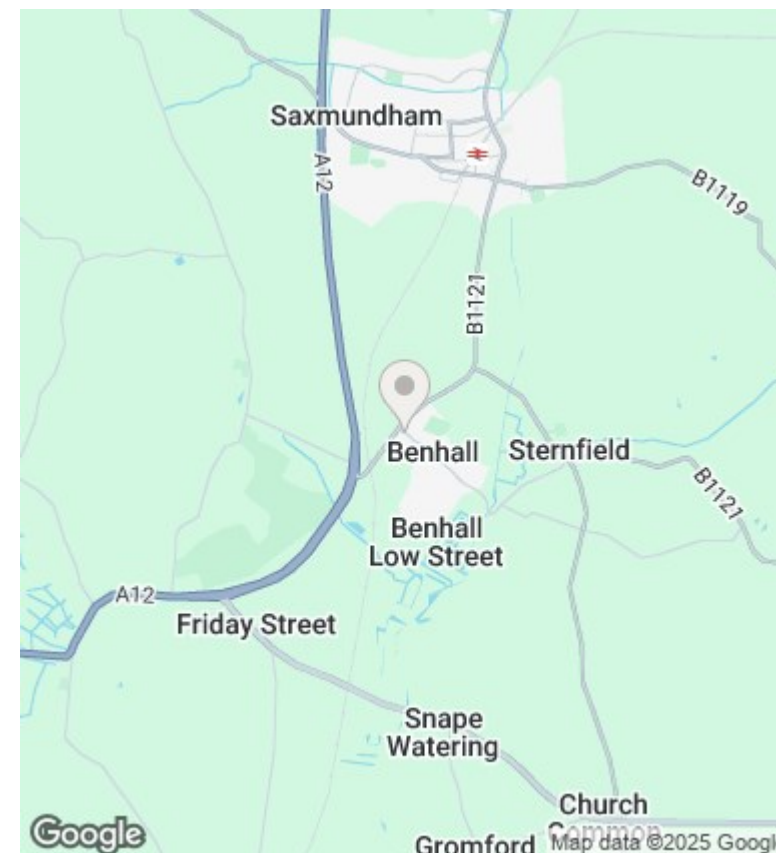 Saxmundham
A12
B1119
B1121
Benhall
Sternfield
B1121
Benhall
Low Street
A12
Friday Street
Snape
Watering
Church
Common
Gromford
Google
Map data ©2025 Googl